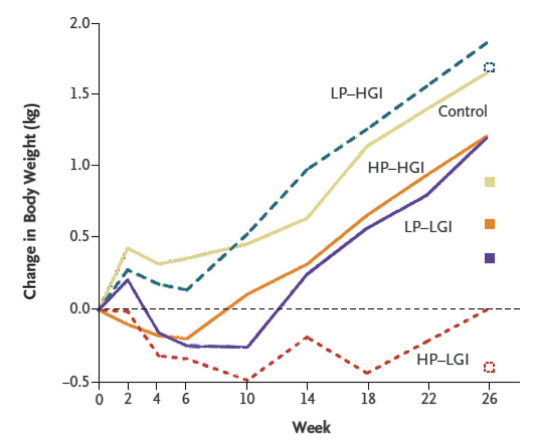 2.0
1.5
1.0
0.5
0.0
–0.5
Change in Body Weight (kg)
LP–HGI
Control
HP–HGI
LP–LGI
HP–LGI
0 2 4 6 10 14 18 22 26
Week